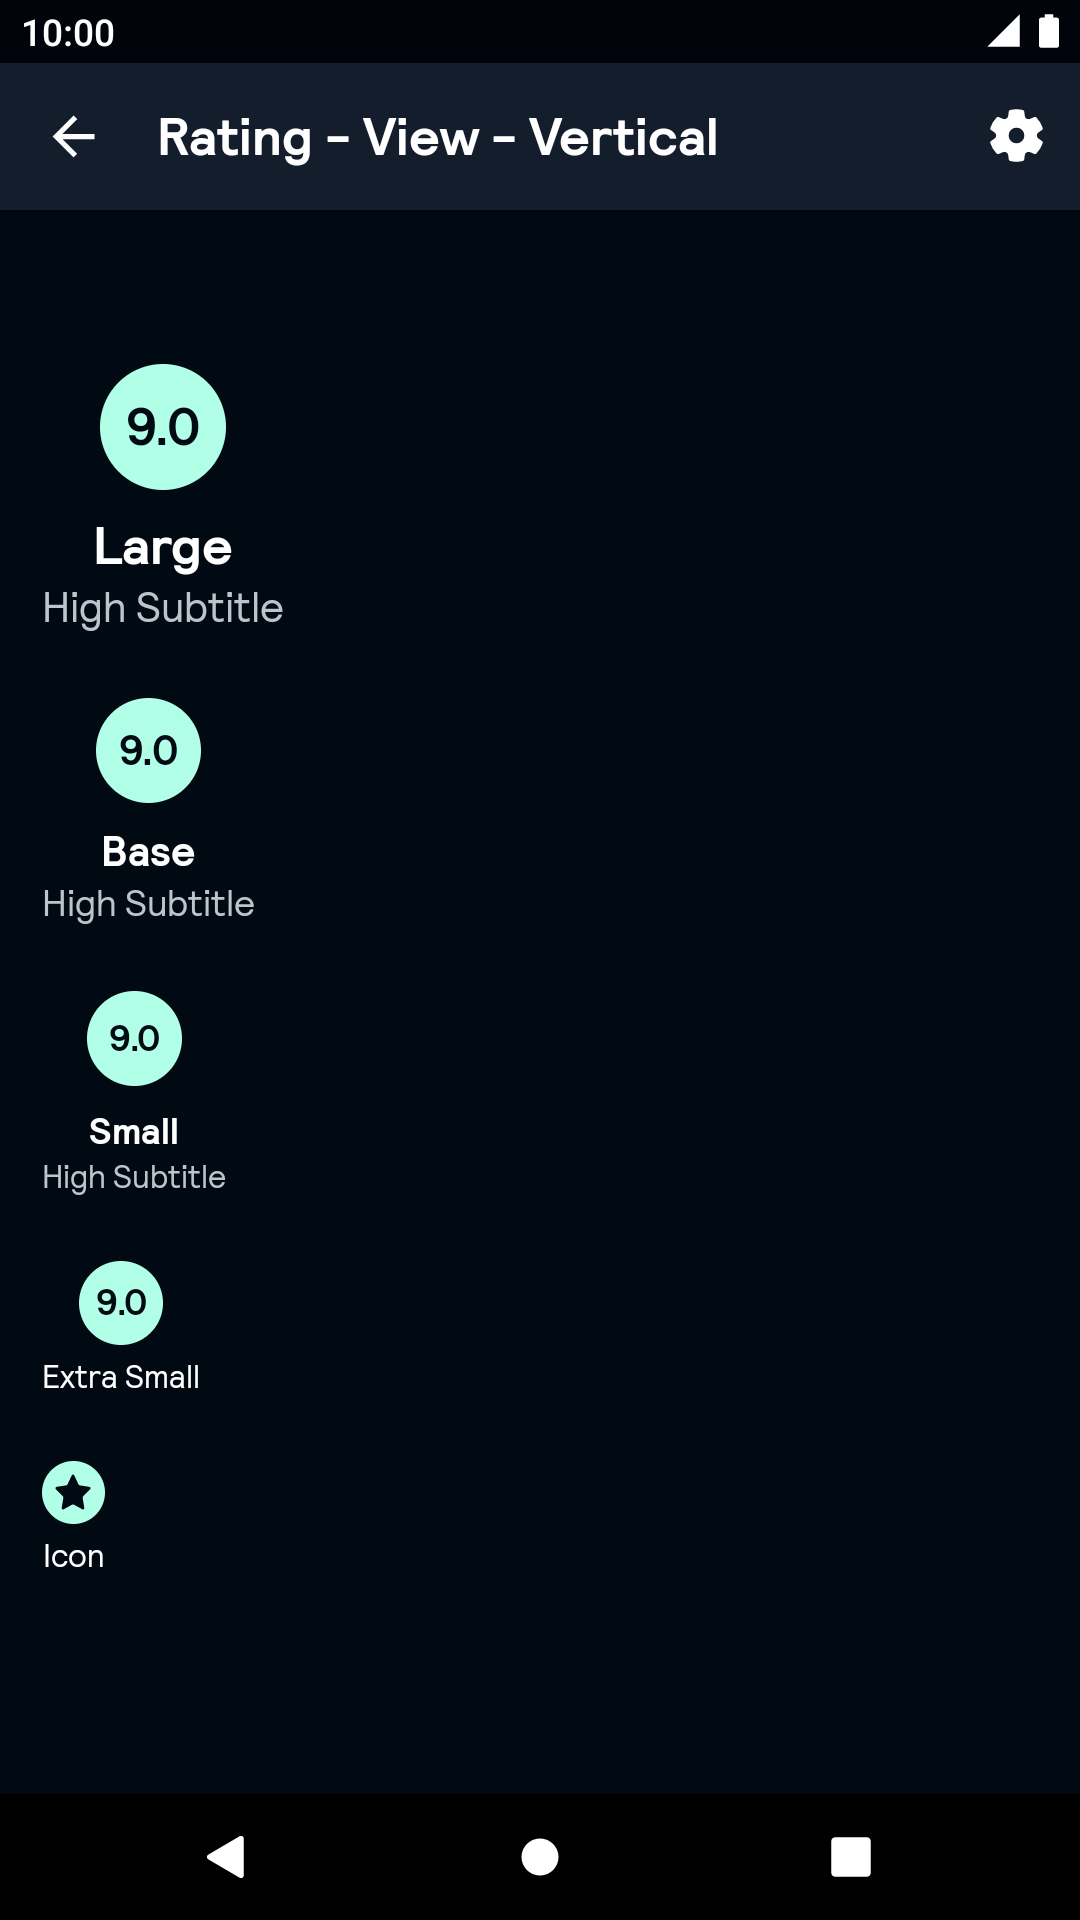 10:00
Rating - View - Vertical
9.0
Large
High Subtitle
9.0
Base
High Subtitle
9.0
Small
High Subtitle
9.0
Extra Small
Icon